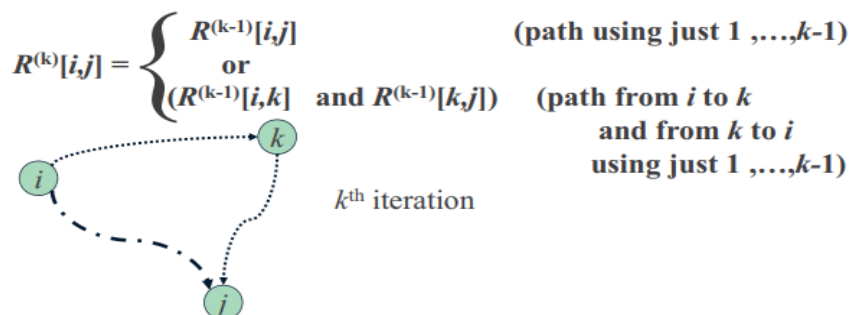 R(k-1)[i,j] (path using just 1 ,…,k-1)
R(k)[i,j] = { or
(R(k-1)[i,k] and R(k-1)[k,j]) (path from i to k
and from k to i
using just 1 ,…,k-1)
k
i
kth iteration
j